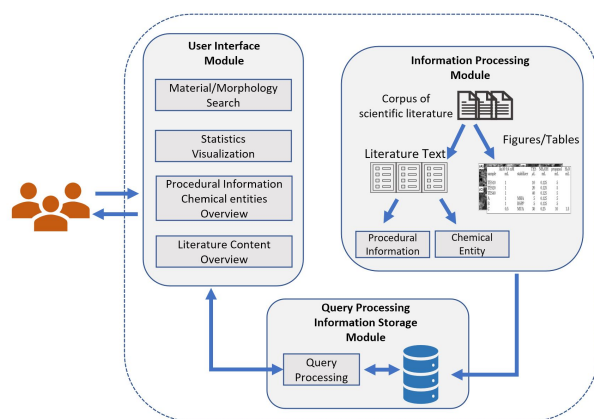 User Interface
Module
Material/Morphology
Search
Statistics
Visualization
Procedural Information
Chemical entities
Overview
Literature Content
Overview
Information Processing
Module
Corpus of
scientific literature
Figures/Tables
Literature Text
Procedural
Information
Chemical
Entity
Query Processing
Information Storage
Module
Query
Processing